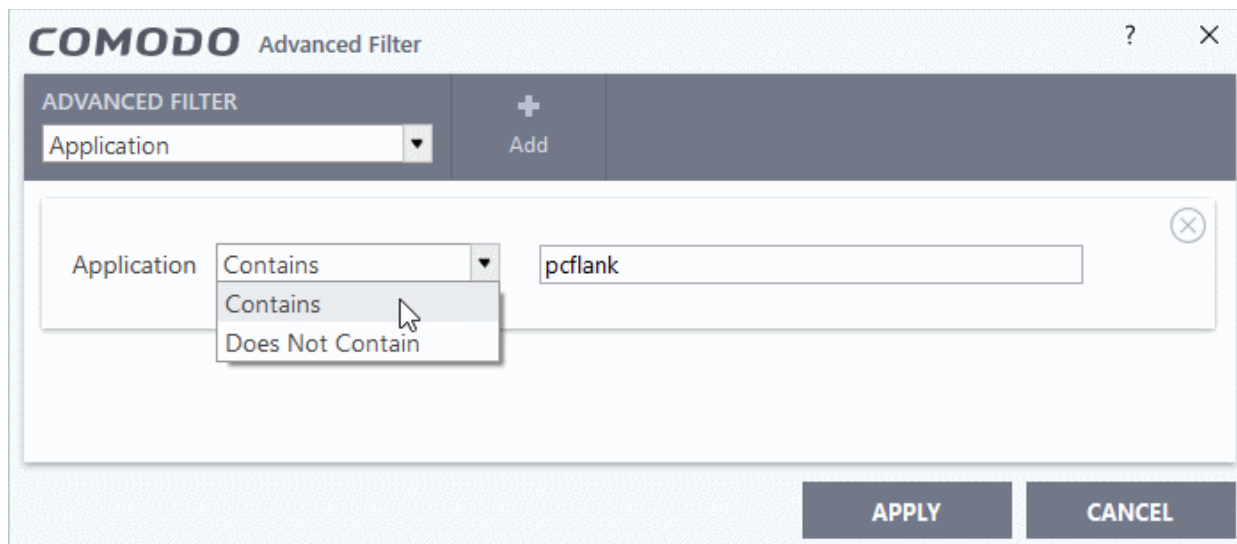 COMODO Advanced Filter ?
ADVANCED FILTER
Application
Add
Application Contains pcflank
Contains
Does Not Contain
APPLY CANCEL